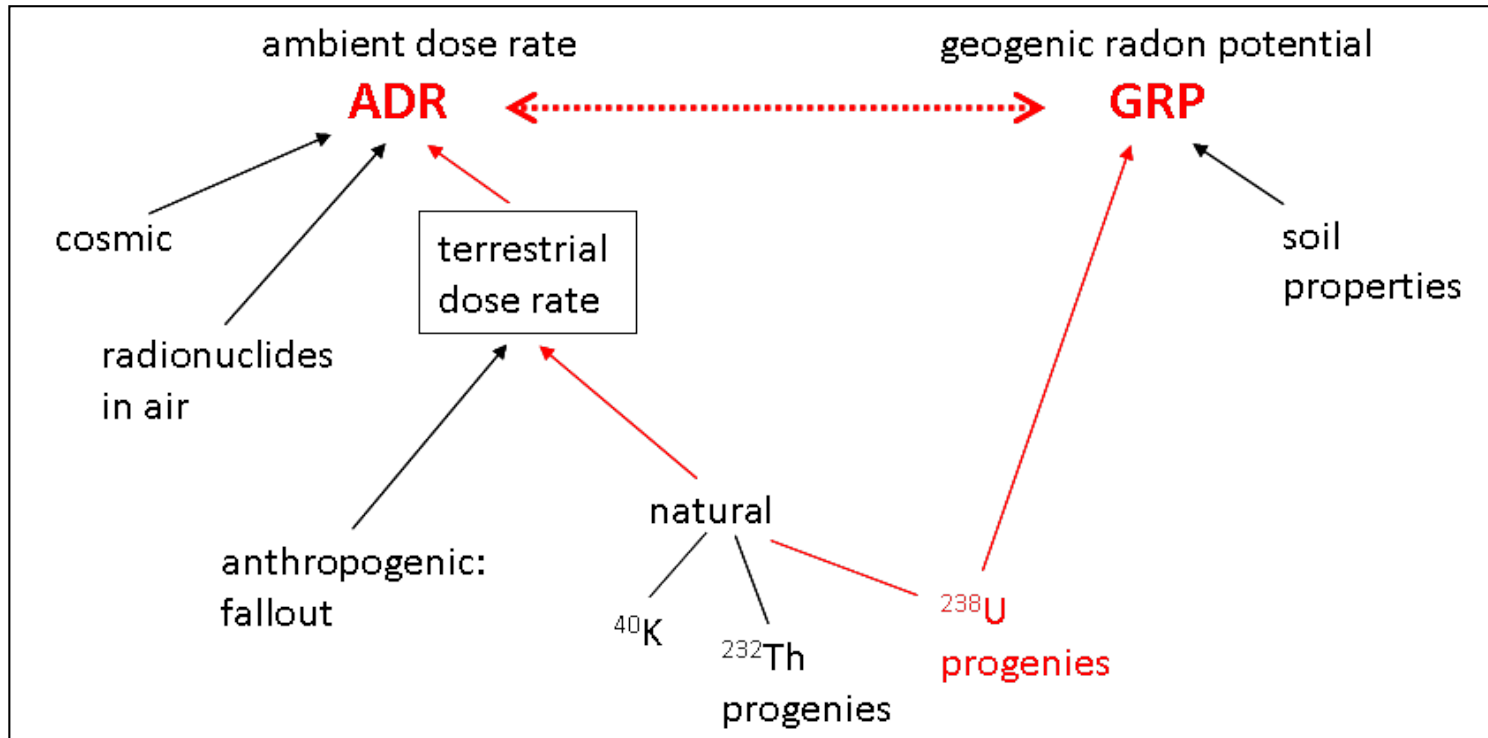 ambient dose rate
geogenic radon potential
ADR
GRP
cosmic
terrestrial
dose rate
soil
properties
radionuclides
in air
natural
anthropogenic:
fallout
⁴⁰K
²³²Th
progenies
²³⁸U
progenies